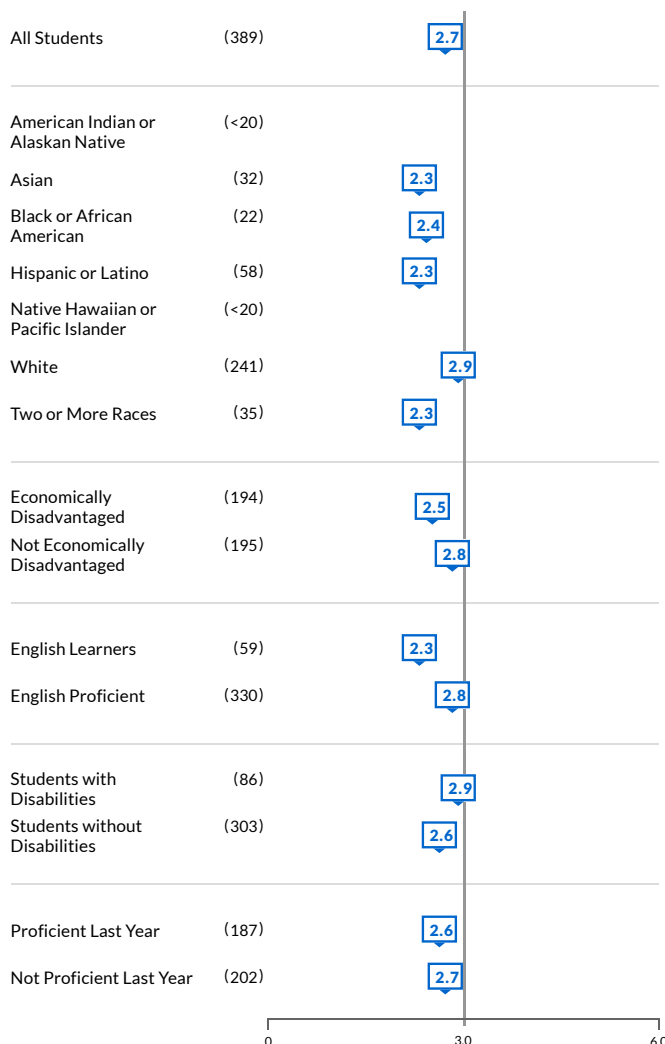 All Students (389) 2.7
American Indian or (<20)
Alaskan Native
Asian (32) 2.3
Black or African (22) 2.4
American
Hispanic or Latino (58) 2.3
Native Hawaiian or (<20)
Pacific Islander
White (241) 2.9
Two or More Races (35) 2.3
Economically (194) 2.5
Disadvantaged
Not Economically (195) 2.8
Disadvantaged
English Learners (59) 2.3
English Proficient (330) 2.8
Students with (86) 2.9
Disabilities
Students without (303) 2.6
Disabilities
Proficient Last Year (187) 2.6
Not Proficient Last Year (202) 2.7
0 3.0 6.0